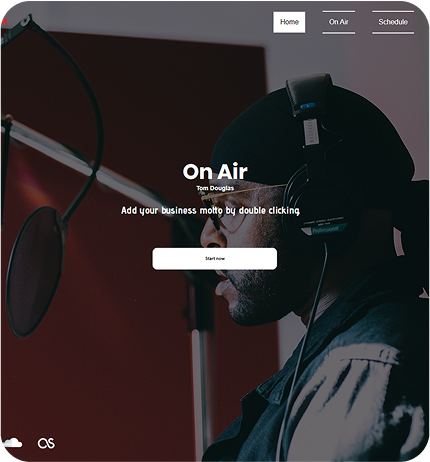 Home On Air Schedule
On Air
Tom Douglas
Add your business motto by double clicking.
Start now